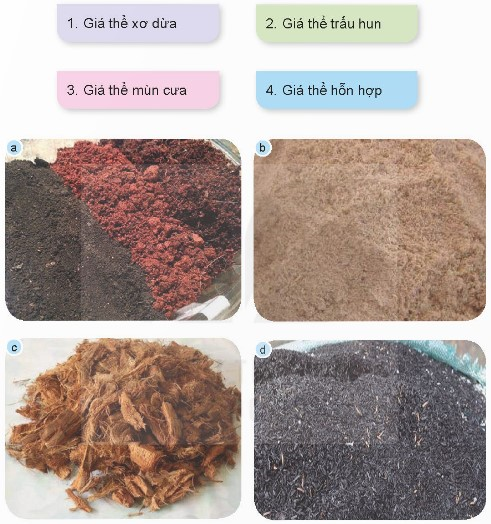 1. Giá thể xơ dừa
2. Giá thể trấu hun
3. Giá thể mùn cưa
4. Giá thể hỗn hợp
a
b
c
d